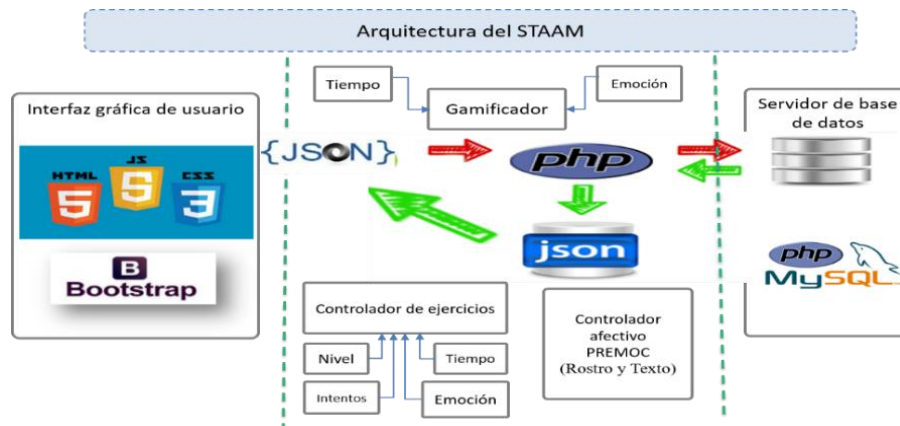 Arquitectura del STAAM
Interfaz gráfica de usuario
HTML
JS
CSS
5
5
3
B
Bootstrap
Tiempo
Gamificador
Emoción
{JSON}
php
json
Controlador de ejercicios
Nivel
Tiempo
Intentos
Emoción
Controlador
afectivo
PREMOC
(Rostro y Texto)
Servidor de base
de datos
php
MySQL